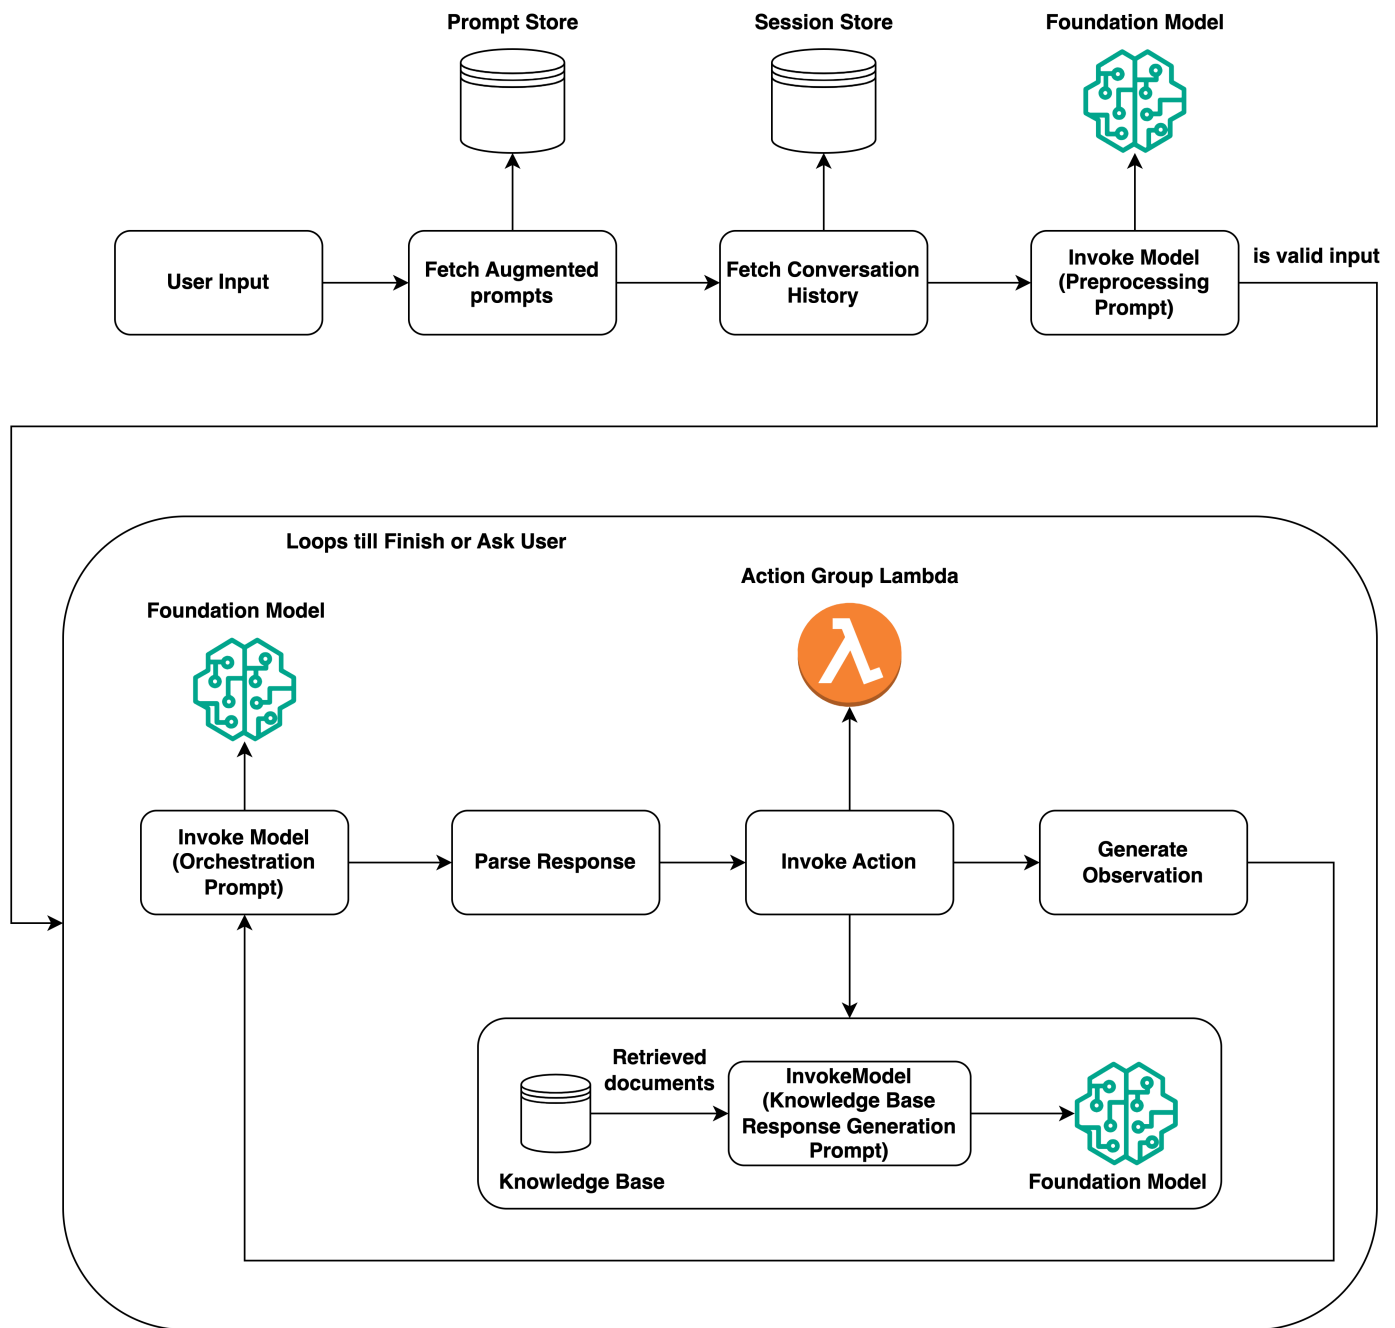 Prompt Store
Session Store
Foundation Model
User Input
Fetch Augmented
prompts
Fetch Conversation
History
Invoke Model
(Preprocessing
Prompt)
is valid input
Loops till Finish or Ask User
Foundation Model
Action Group Lambda
Invoke Model
(Orchestration
Prompt)
Parse Response
Invoke Action
Generate
Observation
Retrieved
documents
InvokeModel
(Knowledge Base
Response Generation
Prompt)
Knowledge Base
Foundation Model